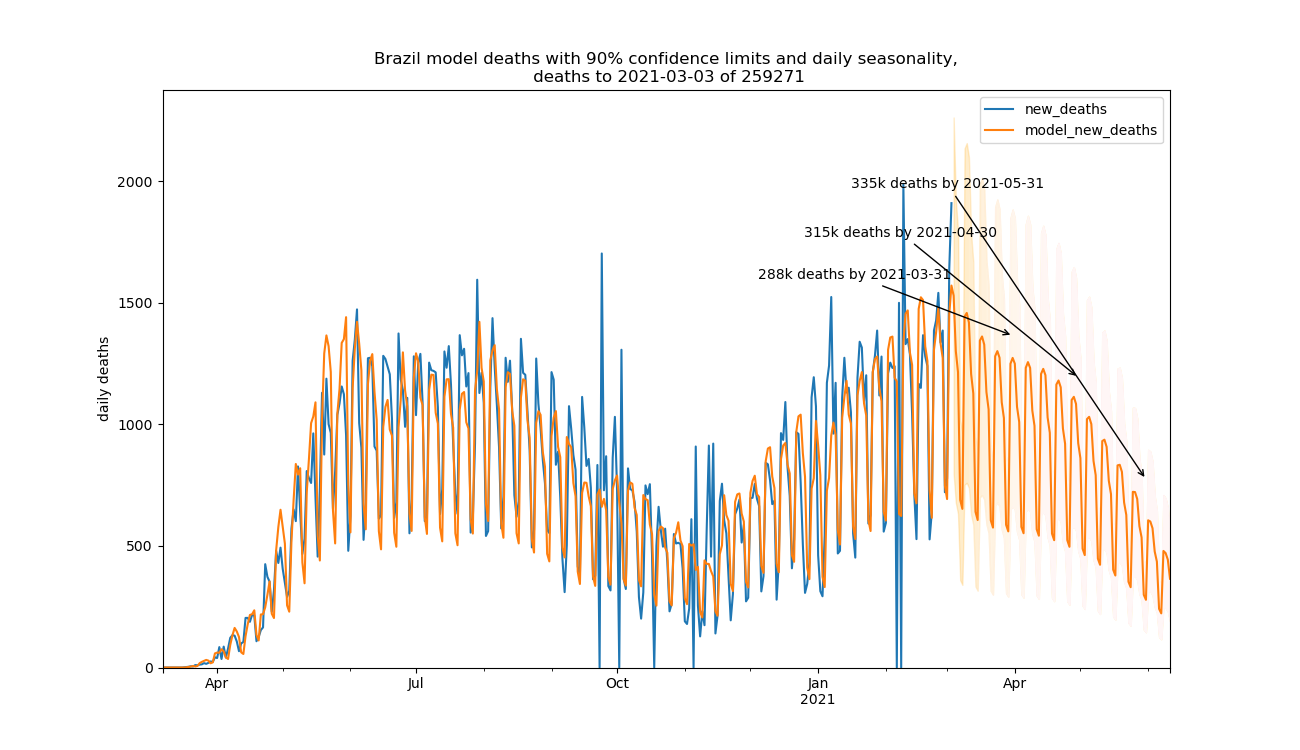 Brazil model deaths with 90% confidence limits and daily seasonality,
deaths to 2021-03-03 of 259271
new_deaths
model_new_deaths
335k deaths by 2021-05-31
315k deaths by 2021-04-30
288k deaths by 2021-03-31
daily deaths
2000
1500
1000
500
0
Apr
Jul
Oct
Jan
2021
Apr